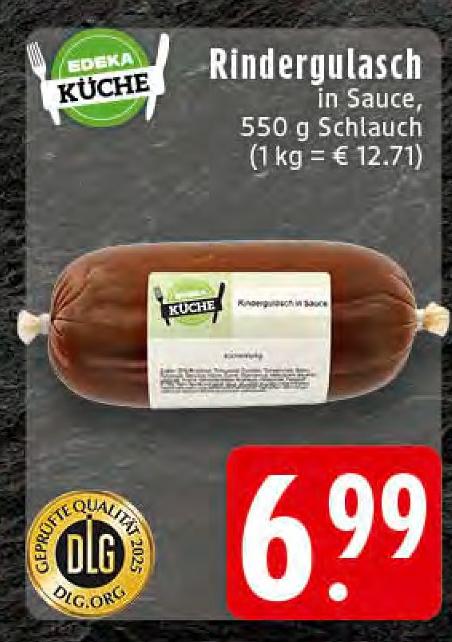 EDEKA
KÜCHE
Rindergulasch
in Sauce,
550 g Schlauch
(1 kg = € 12.71)
KÜCHE
Rindergulasch in Sauce
6.99
GEPRÜFTE QUALITÄT 2025
DLG
DLG.ORG